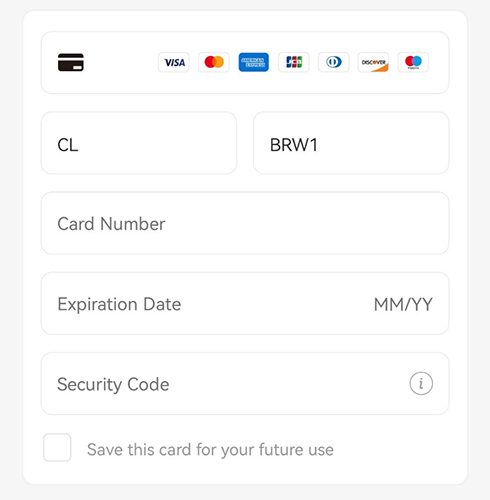 VISA AMERICAN EXPRESS JCB DISCOVER
CL BRW1
Card Number
Expiration Date MM/YY
Security Code i
Save this card for your future use